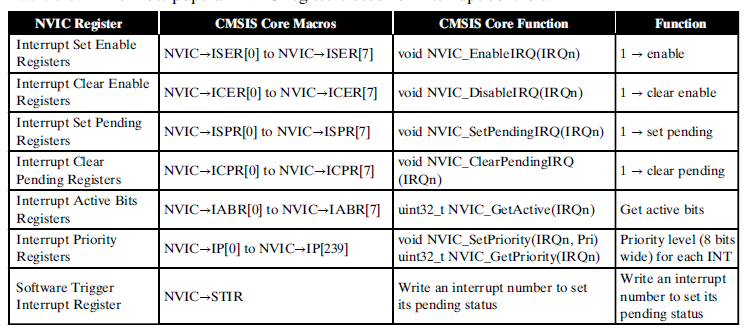 NVIC Register CMSIS Core Macros CMSIS Core Function Function
Interrupt Set Enable
Registers
NVIC→ISER[0] to NVIC→ISER[7]
void NVIC_EnableIRQ(IRQn)
1 → enable
Interrupt Clear Enable
Registers
NVIC→ICER[0] to NVIC→ICER[7]
void NVIC_DisableIRQ(IRQn)
1 → clear enable
Interrupt Set Pending
Registers
NVIC→ISPR[0] to NVIC→ISPR[7]
void NVIC_SetPendingIRQ(IRQn)
1 → set pending
Interrupt Clear
Pending Registers
NVIC→ICPR[0] to NVIC→ICPR[7]
void NVIC_ClearPendingIRQ
(IRQn)
1 → clear pending
Interrupt Active Bits
Registers
NVIC→IABR[0] to NVIC→IABR[7]
uint32_t NVIC_GetActive(IRQn)
Get active bits
Interrupt Priority
Registers
NVIC→IP[0] to NVIC→IP[239]
void NVIC_SetPriority(IRQn, Pri)
uint32_t NVIC_GetPriority(IRQn)
Priority level (8 bits
wide) for each INT
Software Trigger
Interrupt Register
NVIC→STIR
Write an interrupt number to set
its pending status
Write an interrupt
number to set its
pending status